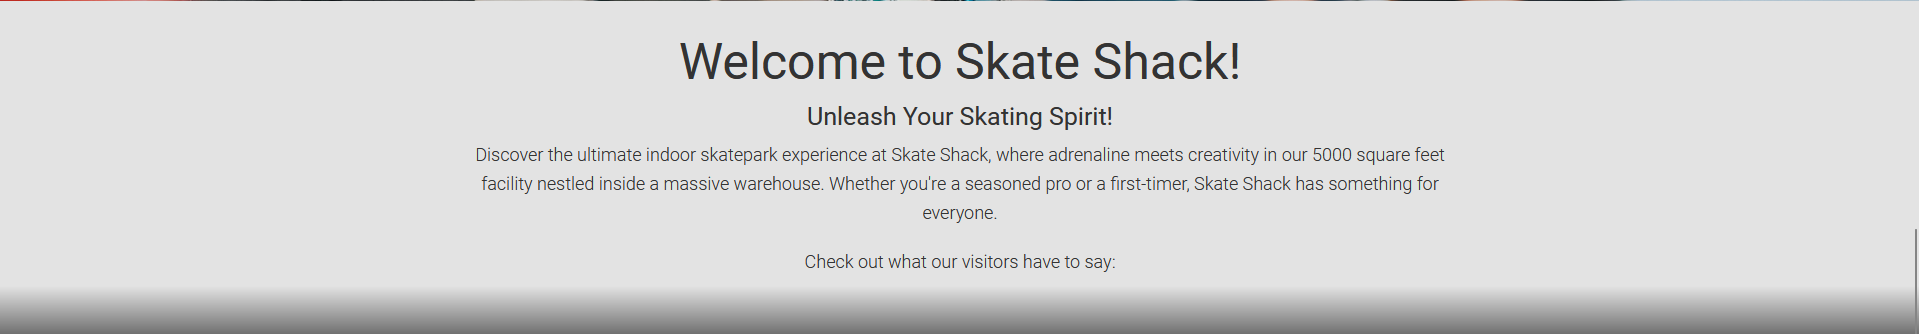 Welcome to Skate Shack!
Unleash Your Skating Spirit!
Discover the ultimate indoor skatepark experience at Skate Shack, where adrenaline meets creativity in our 5000 square feet
facility nestled inside a massive warehouse. Whether you're a seasoned pro or a first-timer, Skate Shack has something for
everyone.
Check out what our visitors have to say: